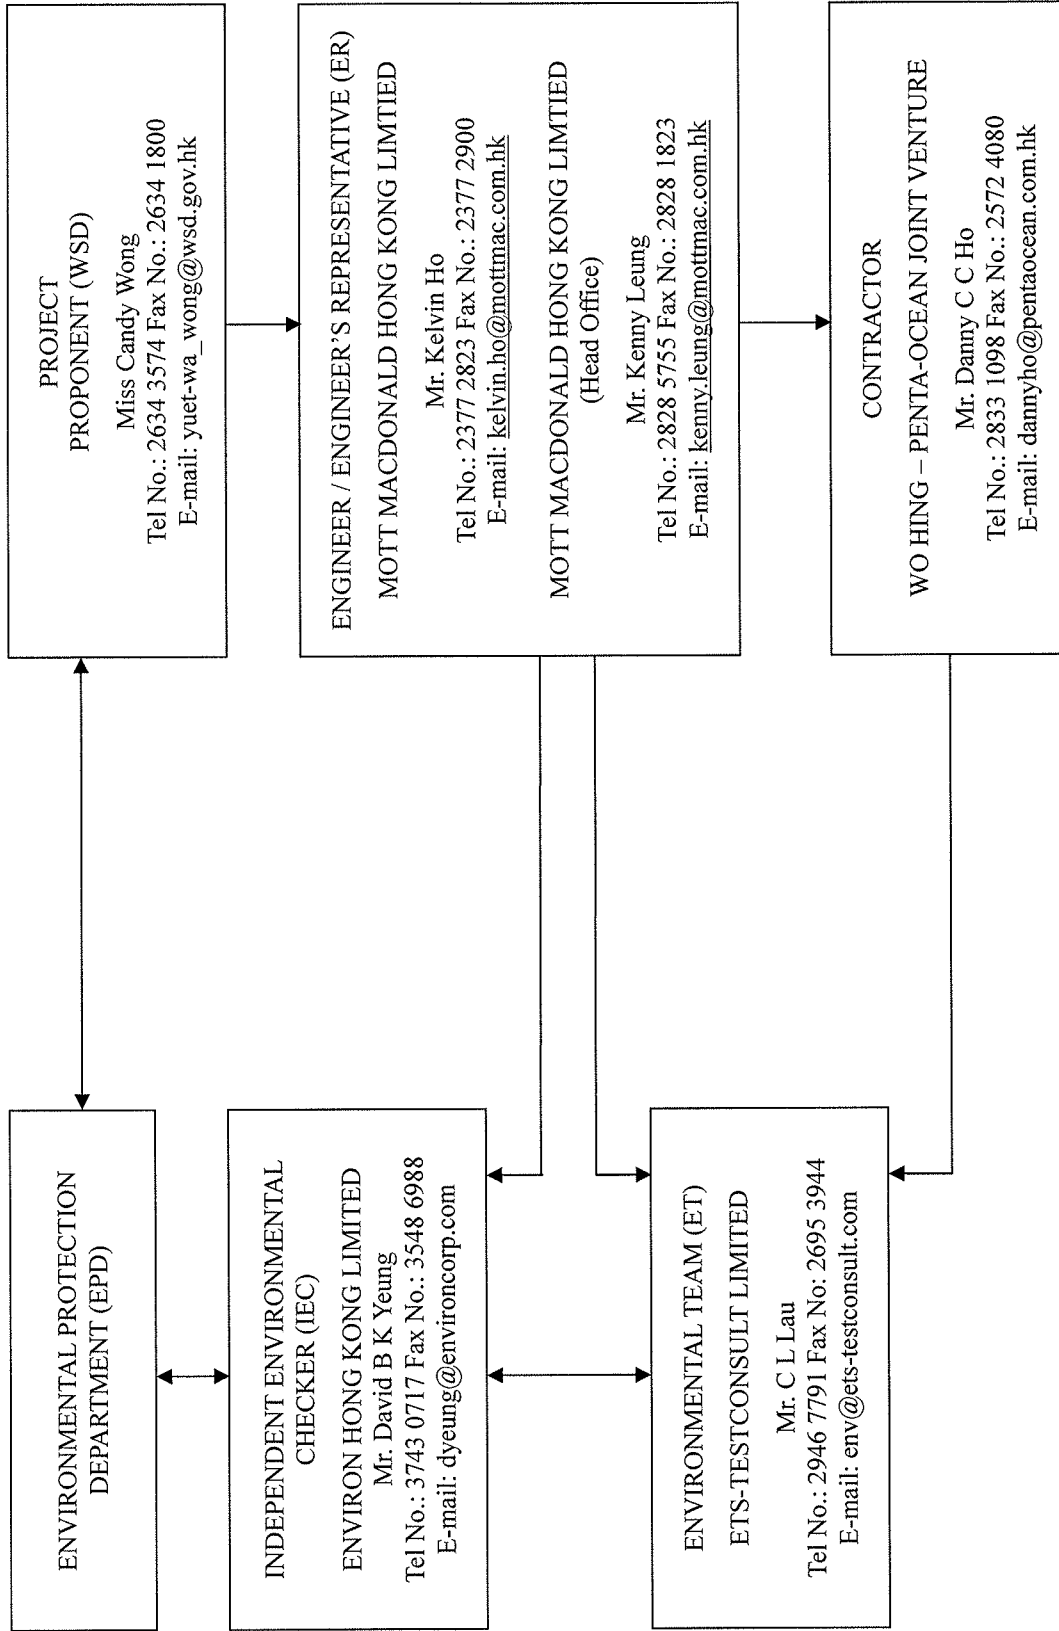 ENVIRONMENTAL PROTECTION
DEPARTMENT (EPD)
PROJECT
PROPONENT (WSD)
Miss Candy Wong
Tel No.: 2634 3574 Fax No.: 2634 1800
E-mail: yuet-wa_wong@wsd.gov.hk
INDEPENDENT ENVIRONMENTAL
CHECKER (IEC)
ENVIRON HONG KONG LIMITED
Mr. David B K Yeung
Tel No.: 3743 0717 Fax No.: 3548 6988
E-mail: dyeung@environcorp.com
ENGINEER / ENGINEER'S REPRESENTATIVE (ER)
MOTT MACDONALD HONG KONG LIMTIED
Mr. Kelvin Ho
Tel No.: 2377 2823 Fax No.: 2377 2900
E-mail: kelvin.ho@mottmac.com.hk
MOTT MACDONALD HONG KONG LIMTIED
(Head Office)
Mr. Kenny Leung
Tel No.: 2828 5755 Fax No.: 2828 1823
E-mail: kenny.leung@mottmac.com.hk
ENVIRONMENTAL TEAM (ET)
ETS-TESTCONSULT LIMITED
Mr. C L Lau
Tel No.: 2946 7791 Fax No: 2695 3944
E-mail: env@ets-testconsult.com
CONTRACTOR
WO HING – PENTA-OCEAN JOINT VENTURE
Mr. Danny C C Ho
Tel No.: 2833 1098 Fax No.: 2572 4080
E-mail: dannyho@pentaocean.com.hk